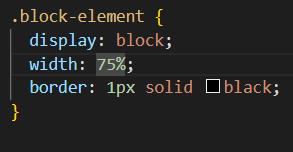 .block-element {
  display: block;
  width: 75%;
  border: 1px solid black;
}